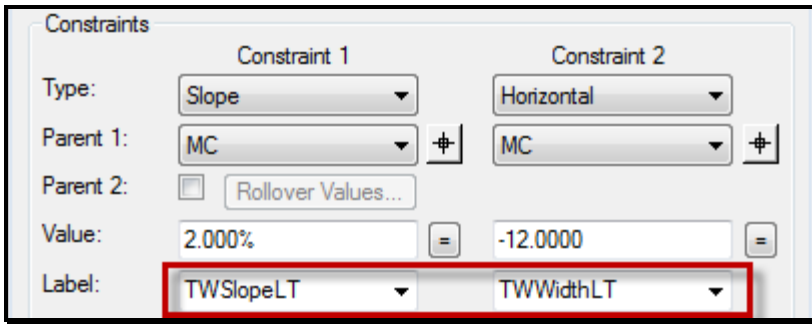 Constraints
Constraint 1 Constraint 2
Type: Slope Horizontal
Parent 1: MC MC
Parent 2: Rollover Values...
Value: 2.000% = -12.0000 =
Label: TWSlopeLT TWWidthLT